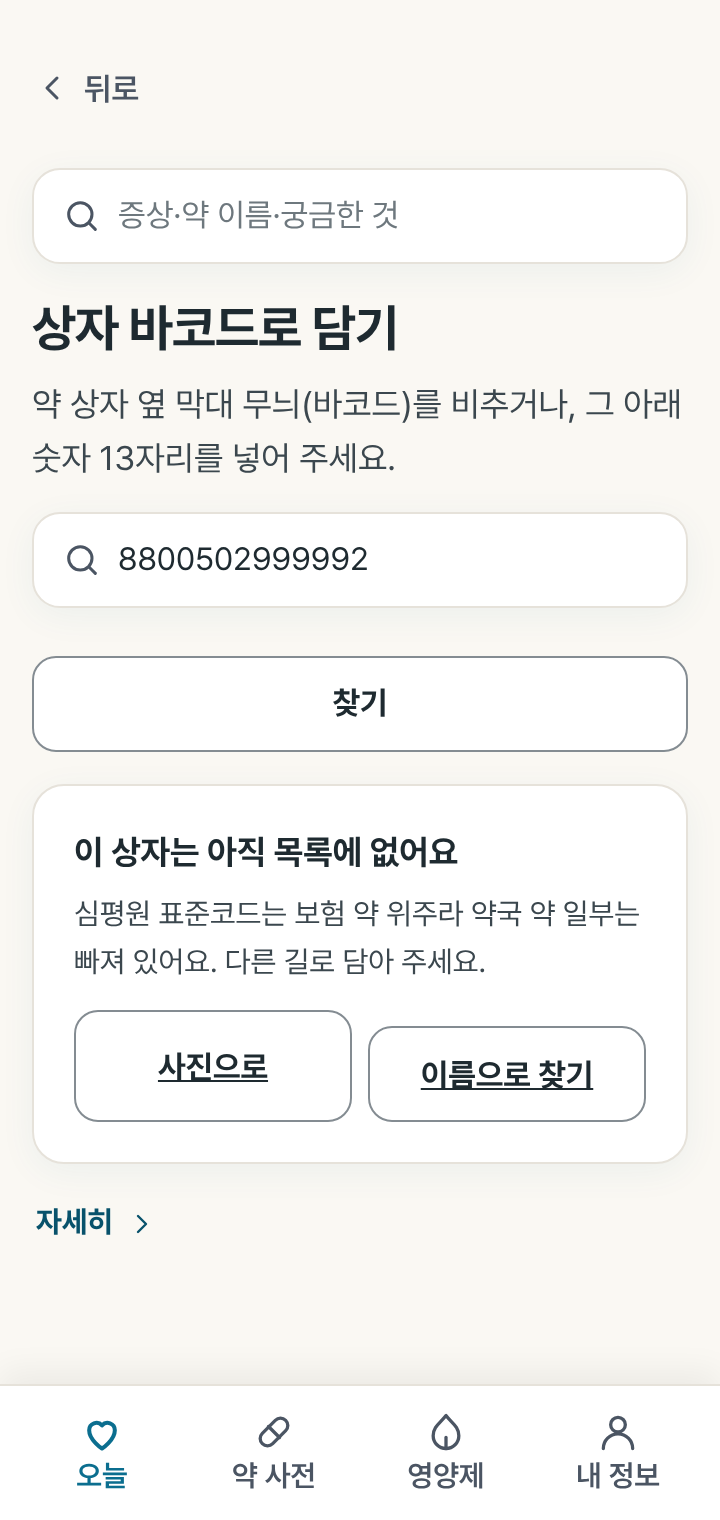 뒤로
증상·약 이름·궁금한 것
상자 바코드로 담기
약 상자 옆 막대 무늬(바코드)를 비추거나, 그 아래
숫자 13자리를 넣어 주세요.
8800502999992
찾기
이 상자는 아직 목록에 없어요
심평원 표준코드는 보험 약 위주라 약국 약 일부는
빠져 있어요. 다른 길로 담아 주세요.
사진으로
이름으로 찾기
자세히
오늘
약 사전
영양제
내 정보